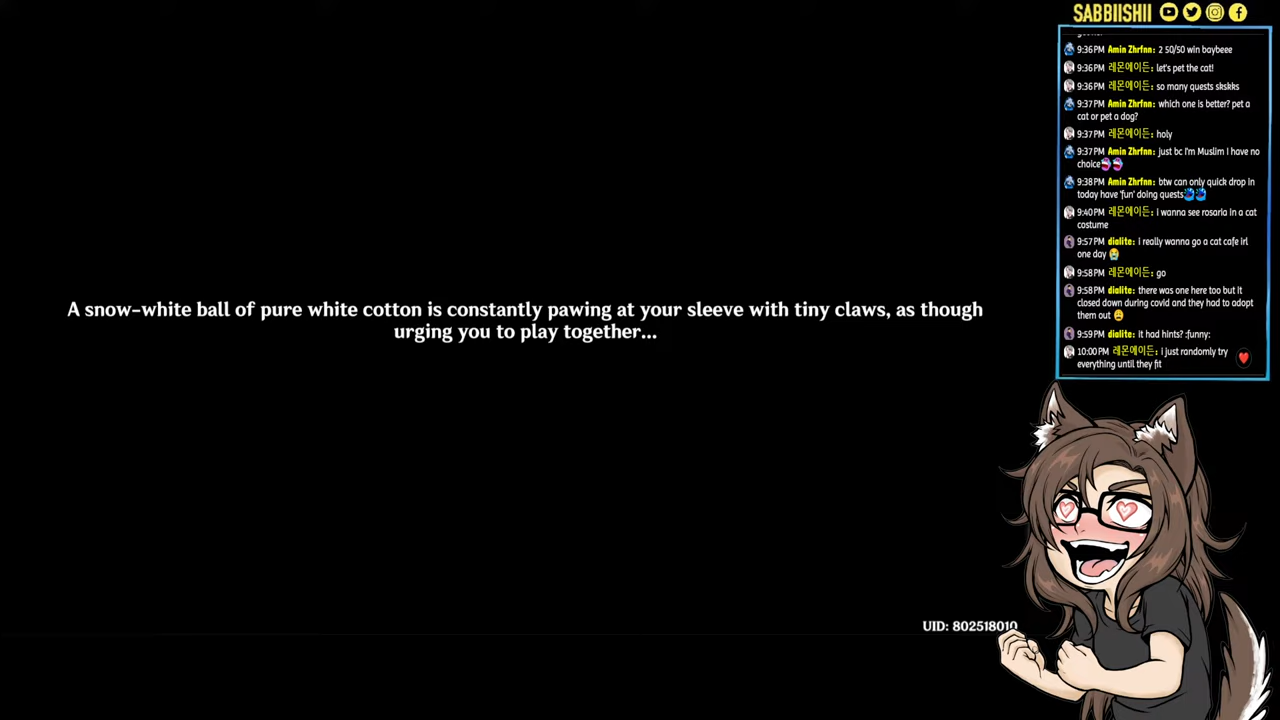 SABBIISHII
9:36PM Amin Zhrfnn: 2 50/50 win baybeee
9:36PM 레몬에이든: let's pet the cat!
9:36PM 레몬에이든: so many quests skskks
9:37PM Amin Zhrfnn: which one is better? pet a
cat or pet a dog?
9:37PM 레몬에이든: holy
9:37PM Amin Zhrfnn: just bc I'm Muslim I have no
choice
9:38PM Amin Zhrfnn: btw can only quick drop in
today have 'fun' doing quests
9:40PM 레몬에이든: I wanna see rosaria in a cat
costume
9:57PM dialite: I really wanna go a cat cafe irl
one day 😭
9:58PM 레몬에이든: go
9:58PM dialite: there was one here too but it
closed down during covid and they had to adopt
them out 😩
9:59PM dialite: It had hints? :funny:
10:00PM 레몬에이든: i just randomly try
everything until they fit
A snow-white ball of pure white cotton is constantly pawing at your sleeve with tiny claws, as though
urging you to play together...
UID: 802518010